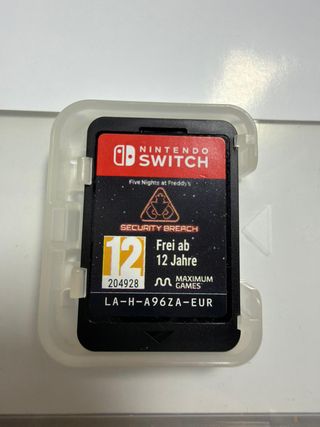 NINTENDO
SWITCH
Five Nights at Freddy's
SECURITY BREACH
12
204928
Frei ab
12 Jahre
MAXIMUM
GAMES
LA-H-A96ZA-EUR